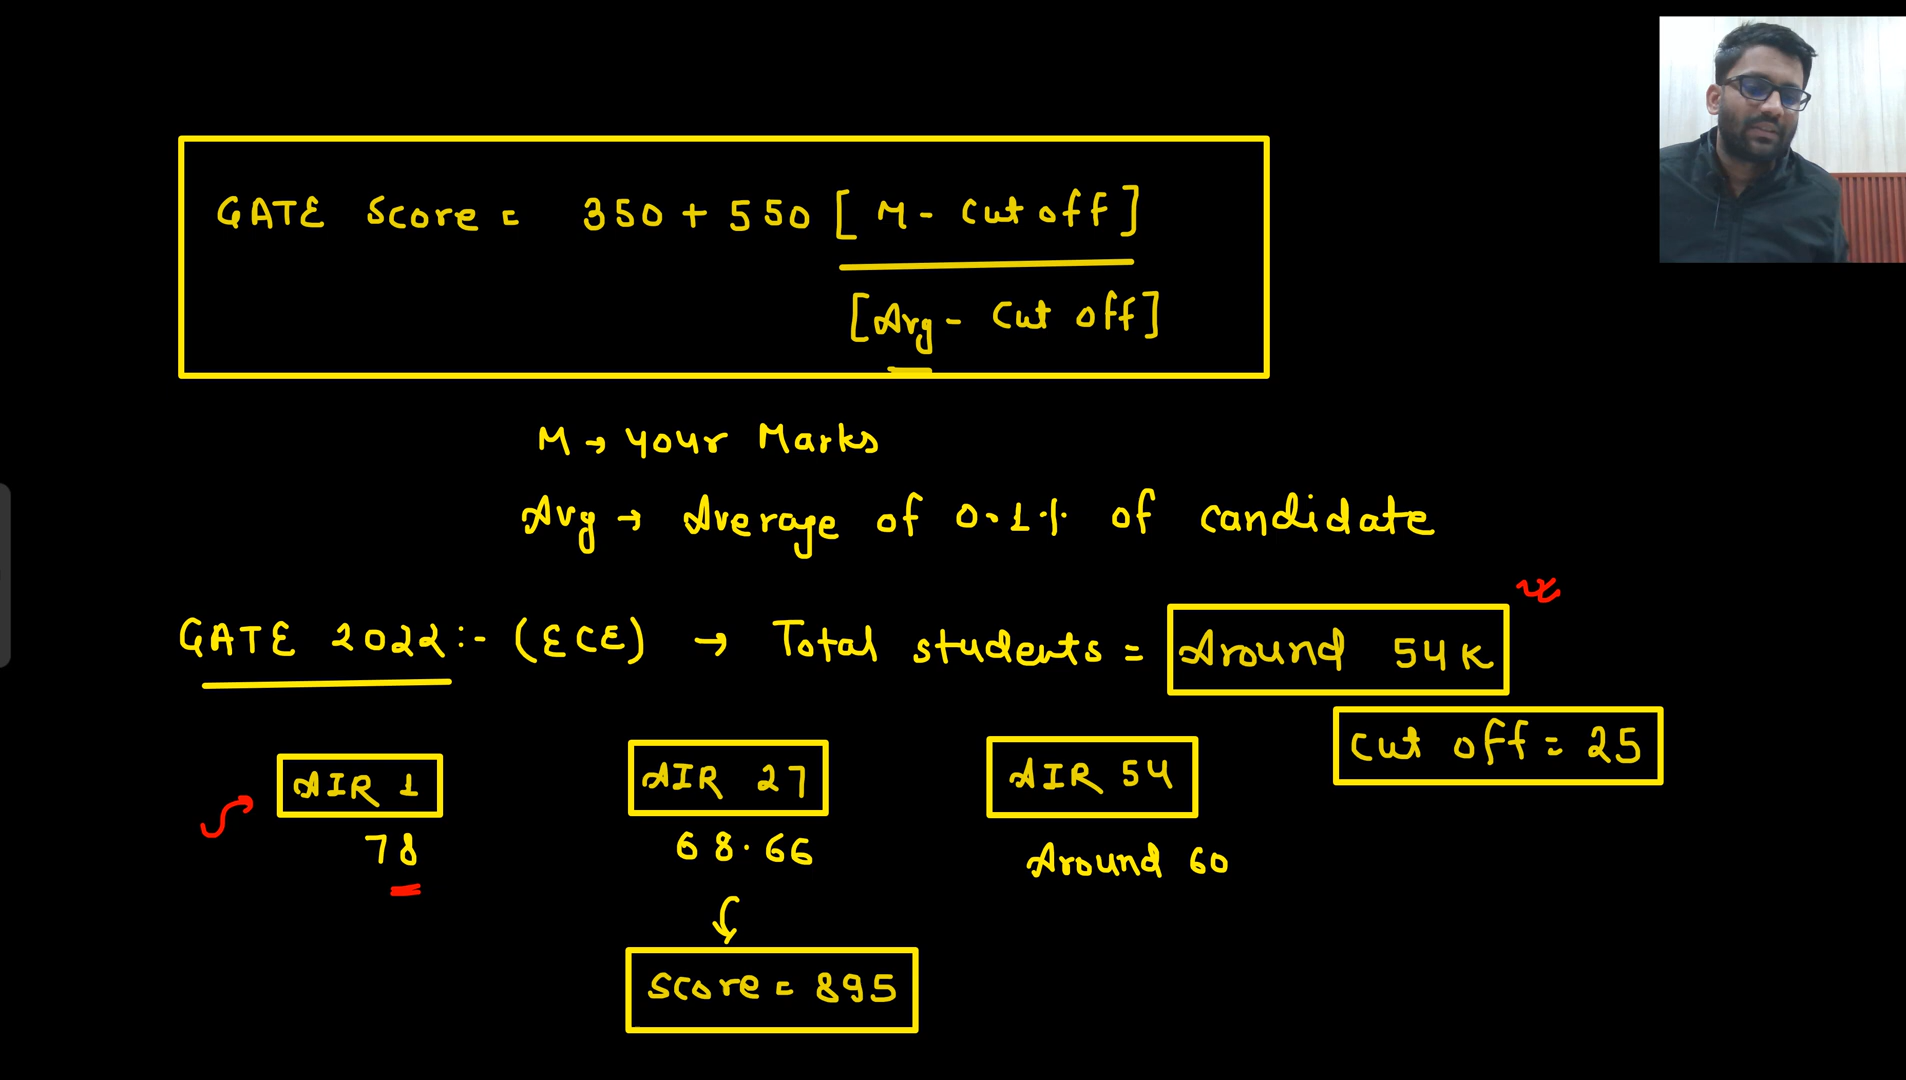 GATE Score = 350 + 550 [ M - Cut off ]
[Avg - Cut off]
M → Your Marks
Avg → Average of 0.1% of candidate
GATE 2022 :- (ECE) → Total students = Around 54K
Cut off = 25
AIR 1 AIR 27 AIR 54
78 68.66 Around 60
Score = 895